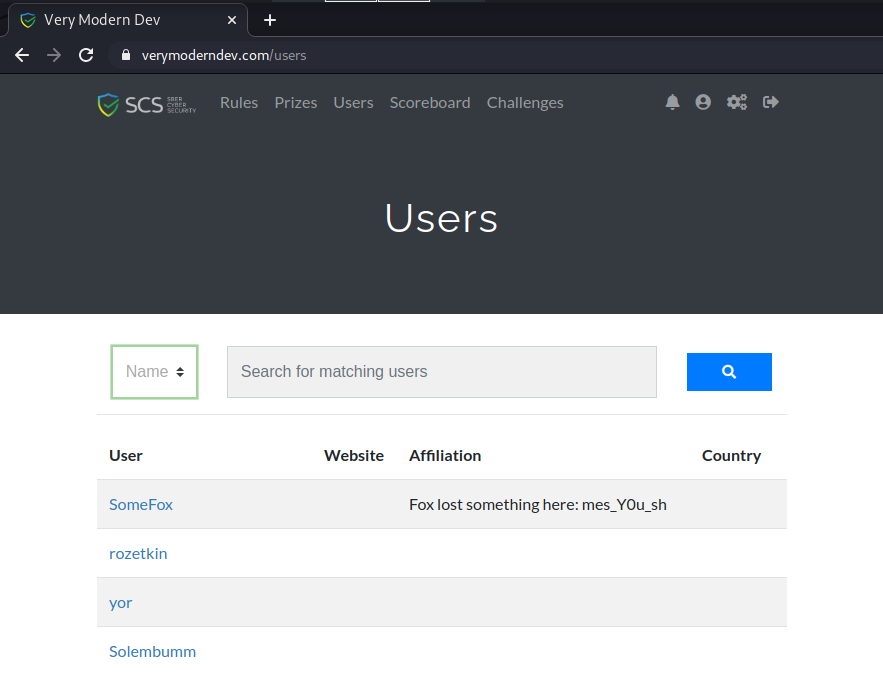 Very Modern Dev
verymoderndev.com/users
SCS SBER CYBER SECURITY Rules Prizes Users Scoreboard Challenges
Users
Name Search for matching users
User Website Affiliation Country
SomeFox Fox lost something here: mes_Y0u_sh
rozetkin
yor
Solembumm